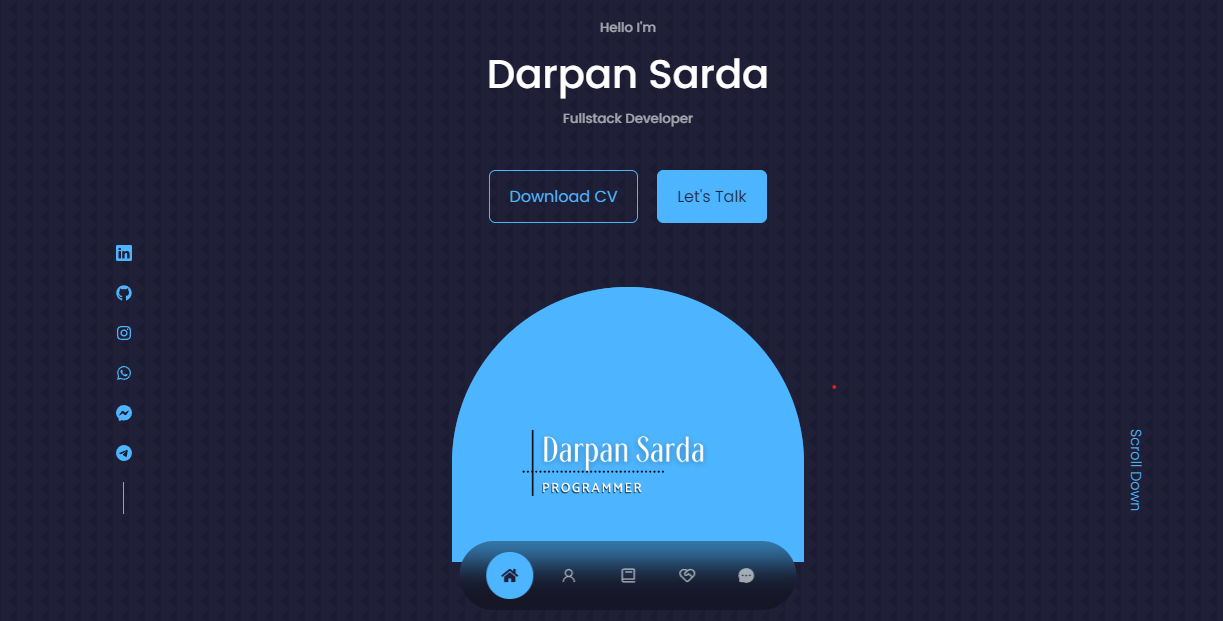 Hello I'm
Darpan Sarda
Fullstack Developer
Download CV
Let's Talk
Darpan Sarda
PROGRAMMER
Scroll Down